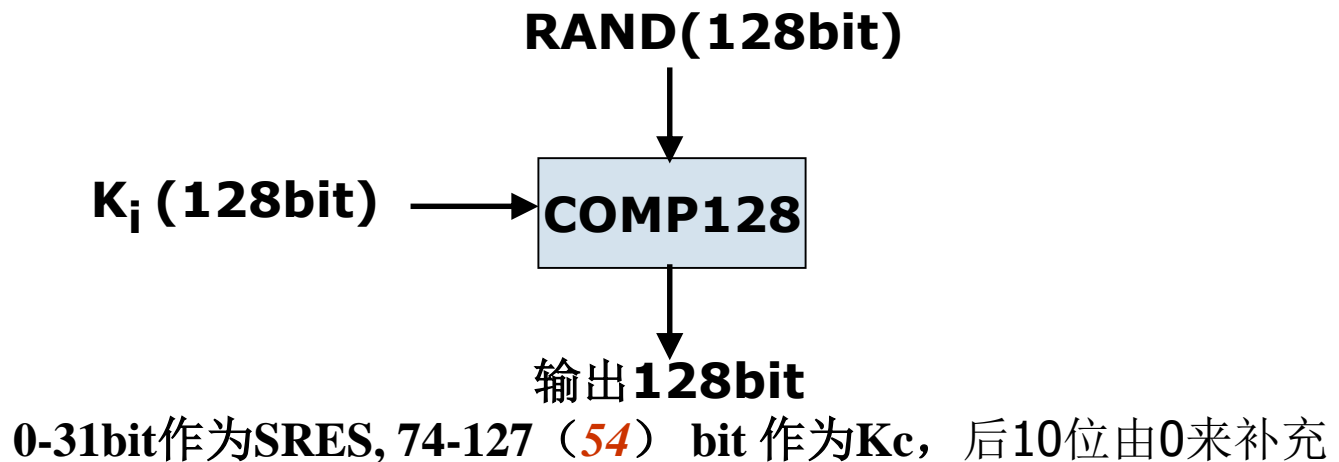 RAND(128bit)
Ki (128bit)
COMP128
输出128bit
0-31bit作为SRES, 74-127（54） bit 作为Kc，后10位由0来补充